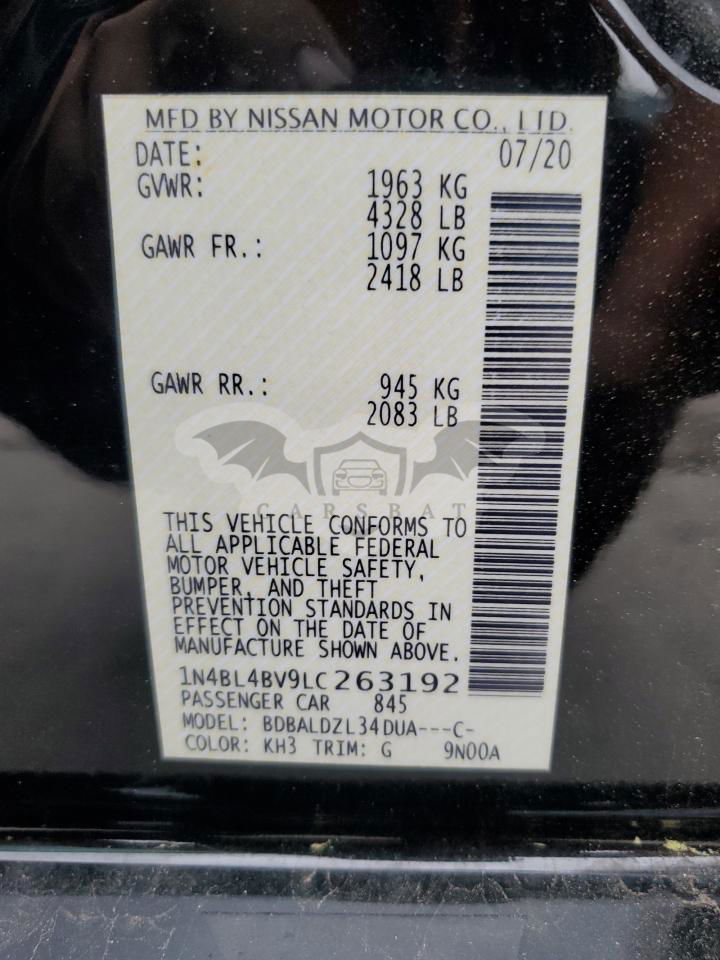 MFD BY NISSAN MOTOR CO., LTD.
DATE: 07/20
GVWR: 1963 KG
4328 LB
GAWR FR.: 1097 KG
2418 LB
GAWR RR.: 945 KG
2083 LB
CARSBAT
THIS VEHICLE CONFORMS TO
ALL APPLICABLE FEDERAL
MOTOR VEHICLE SAFETY,
BUMPER, AND THEFT
PREVENTION STANDARDS IN
EFFECT ON THE DATE OF
MANUFACTURE SHOWN ABOVE.
1N4BL4BV9LC263192
PASSENGER CAR 845
MODEL: BDBALDZL34DUA---C-
COLOR: KH3 TRIM: G 9N00A